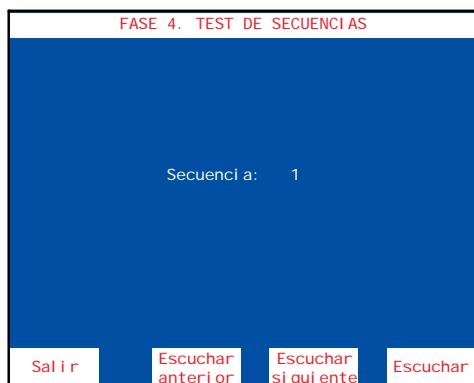 FASE 4. TEST DE SECUENCIAS
Secuencia: 1
Salir
Escuchar
anterior
Escuchar
siguiente
Escuchar